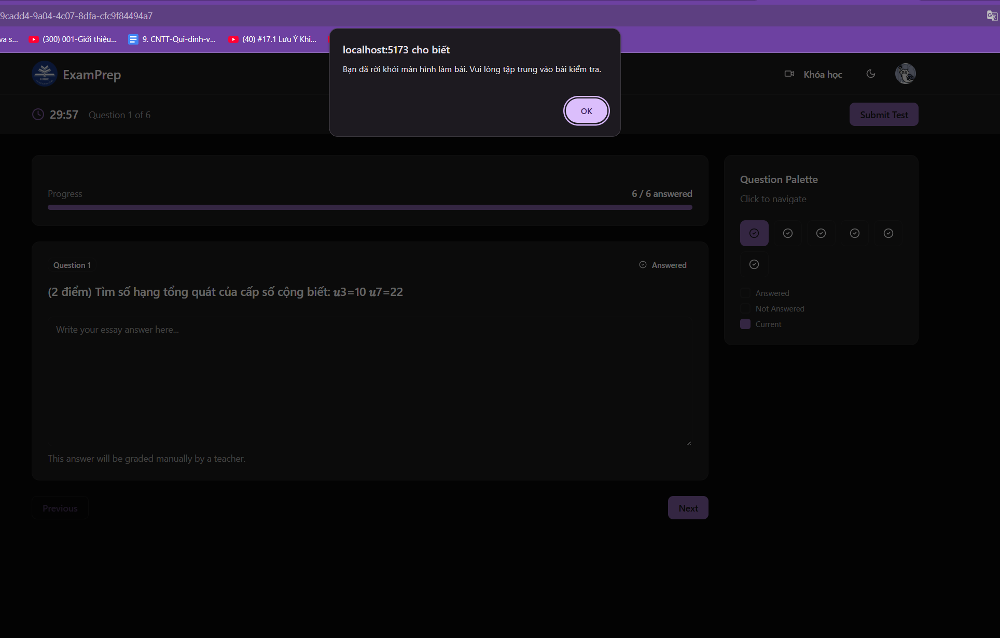 9cadd4-9a04-4c07-8dfa-cfc9f84494a7
va s...
(300) 001-Giới thiệu...
9. CNTT-Qui-dinh-v...
(40) #17.1 Lưu Ý Khi...
localhost:5173 cho biết
Bạn đã rời khỏi màn hình làm bài. Vui lòng tập trung vào bài kiểm tra.
OK
HNUE
ExamPrep
Khóa học
29:57
Question 1 of 6
Submit Test
Progress
6 / 6 answered
Question 1
Answered
(2 điểm) Tìm số hạng tổng quát của cấp số cộng biết: 𝒖3=10 𝒖7=22
Write your essay answer here...
This answer will be graded manually by a teacher.
Previous
Next
Question Palette
Click to navigate
Answered
Not Answered
Current